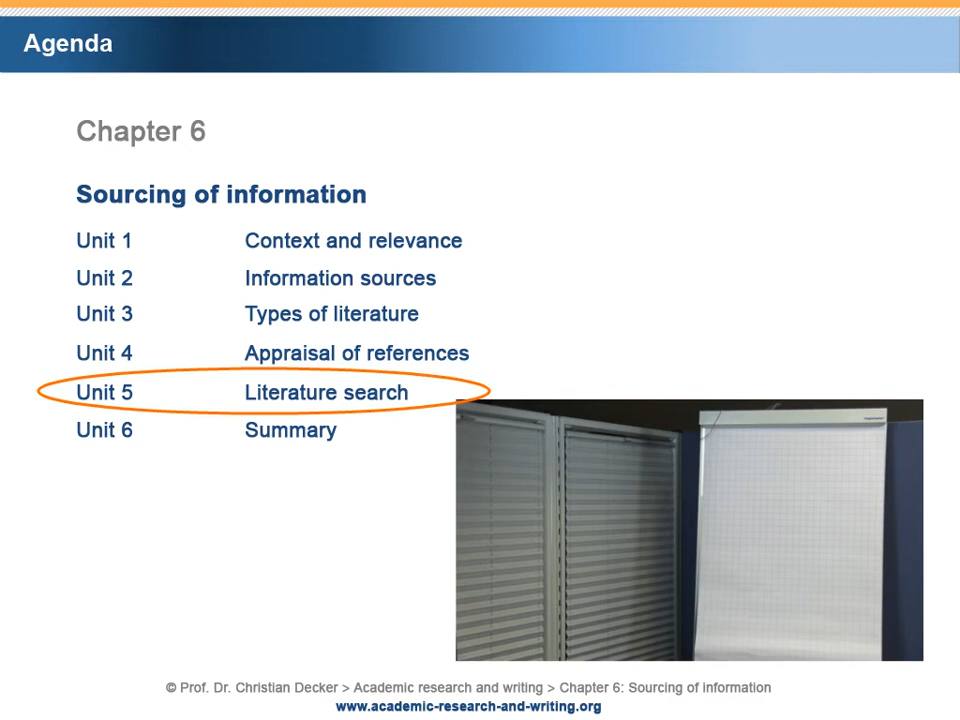 Agenda
Chapter 6
Sourcing of information
Unit 1 Context and relevance
Unit 2 Information sources
Unit 3 Types of literature
Unit 4 Appraisal of references
Unit 5 Literature search
Unit 6 Summary
© Prof. Dr. Christian Decker > Academic research and writing > Chapter 6: Sourcing of information
www.academic-research-and-writing.org